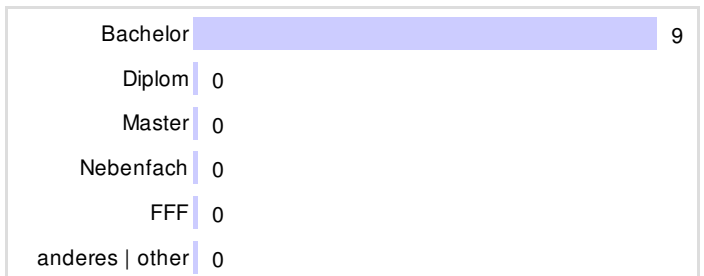 Bachelor 9
Diplom 0
Master 0
Nebenfach 0
FFF 0
anderes | other 0